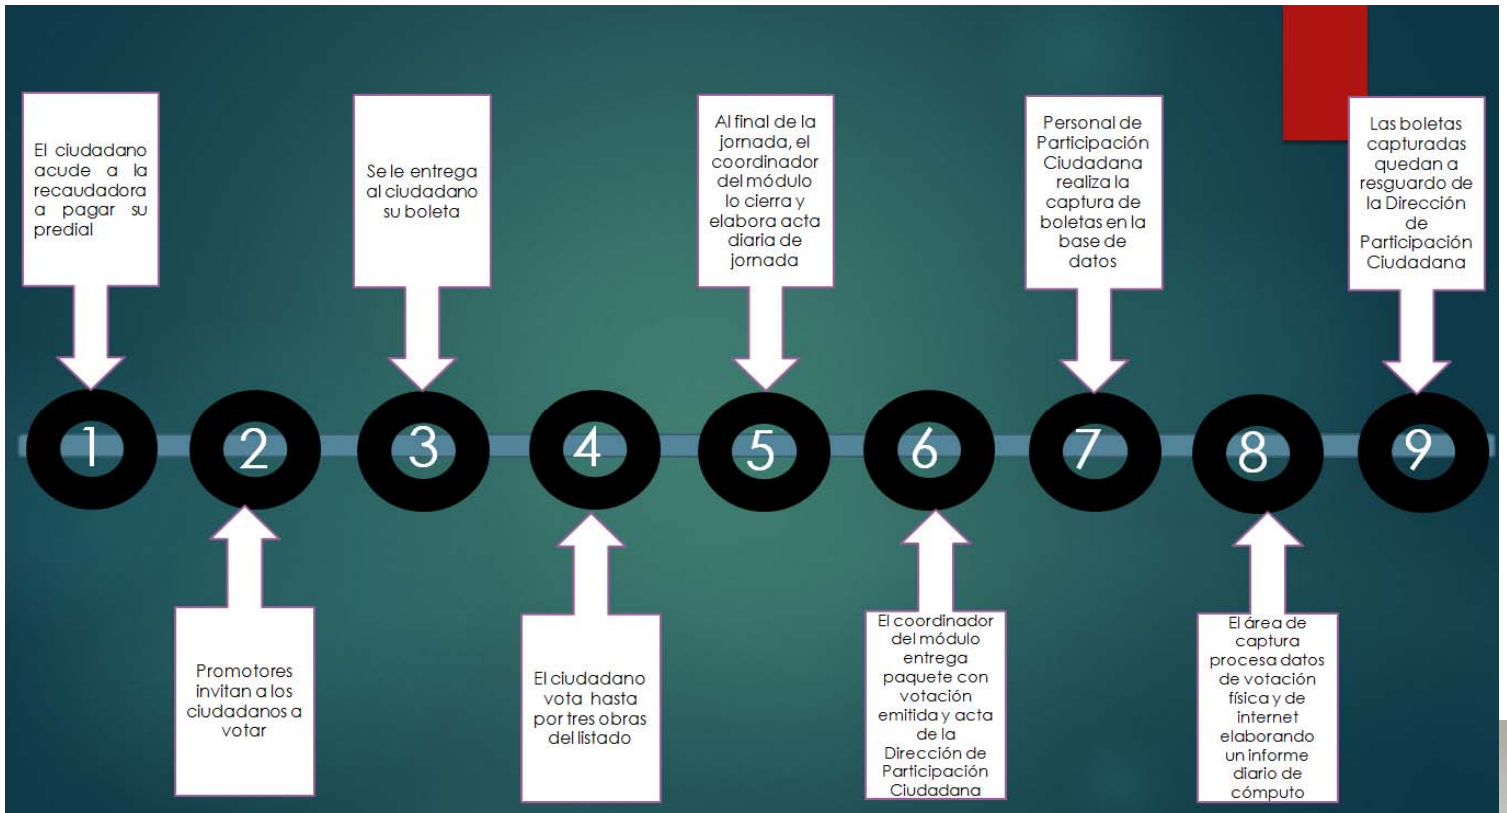 El ciudadano
acude a la
recaudadora
a pagar su
predial
1
Promotores
invitan a los
ciudadanos a
votar
2
Se le entrega
al ciudadano
su boleta
3
El ciudadano
vota hasta
por tres obras
del listado
4
Al final de la
jornada, el
coordinador
del módulo
lo cierra y
elabora acta
diaria de
jornada
5
El coordinador
del módulo
entrega
paquete con
votación
emitida y acta
de la
Dirección de
Participación
Ciudadana
6
Personal de
Participación
Ciudadana
realiza la
captura de
boletas en la
base de
datos
7
El área de
captura
procesa datos
de votación
física y de
internet
elaborando
un informe
diario de
cómputo
8
Las boletas
capturadas
quedan a
resguardo de
la Dirección
de
Participación
Ciudadana
9